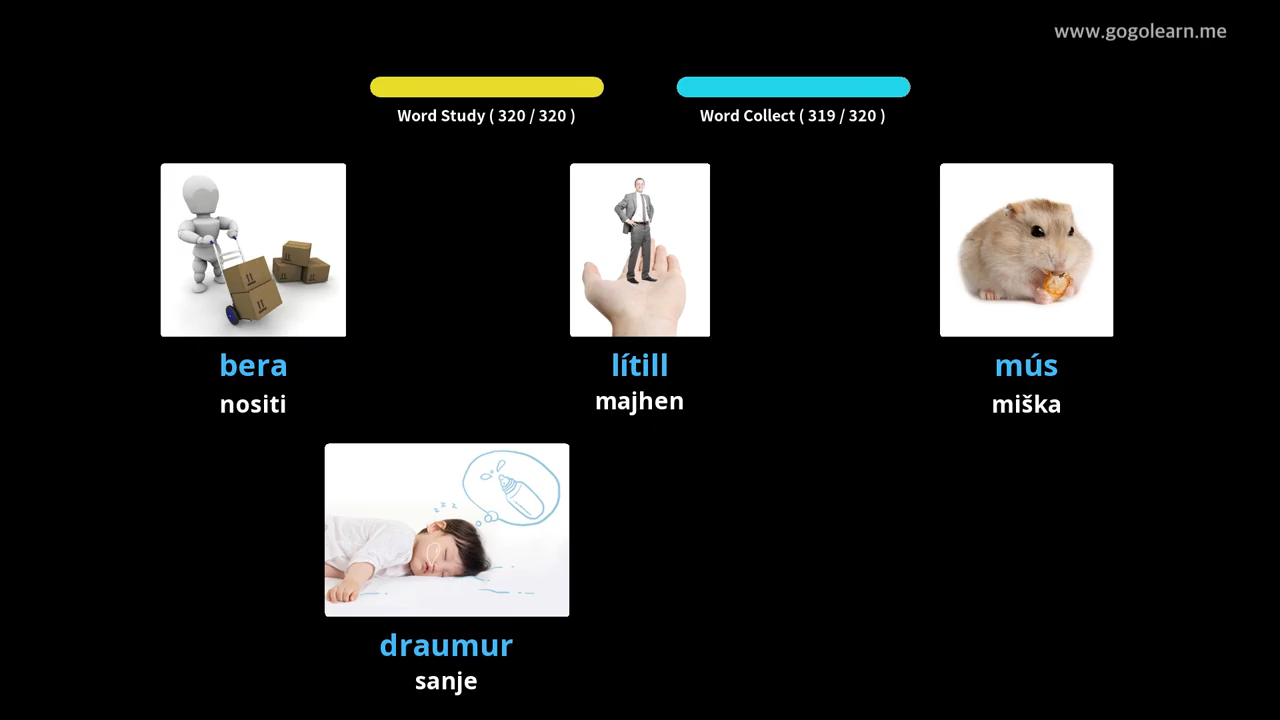 www.gogolearn.me
Word Study ( 320 / 320 )
Word Collect ( 319 / 320 )
bera
nositi
lítill
majhen
mús
miška
z z z
draumur
sanje